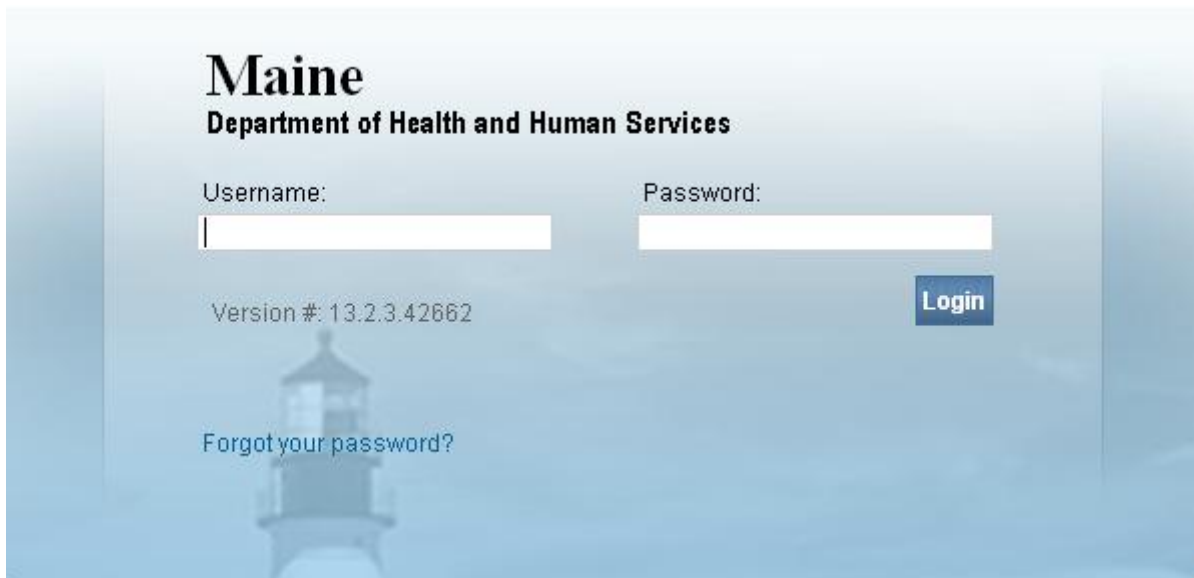 Maine
Department of Health and Human Services
Username: Password:
Version #: 13.2.3.42662
Login
Forgot your password?